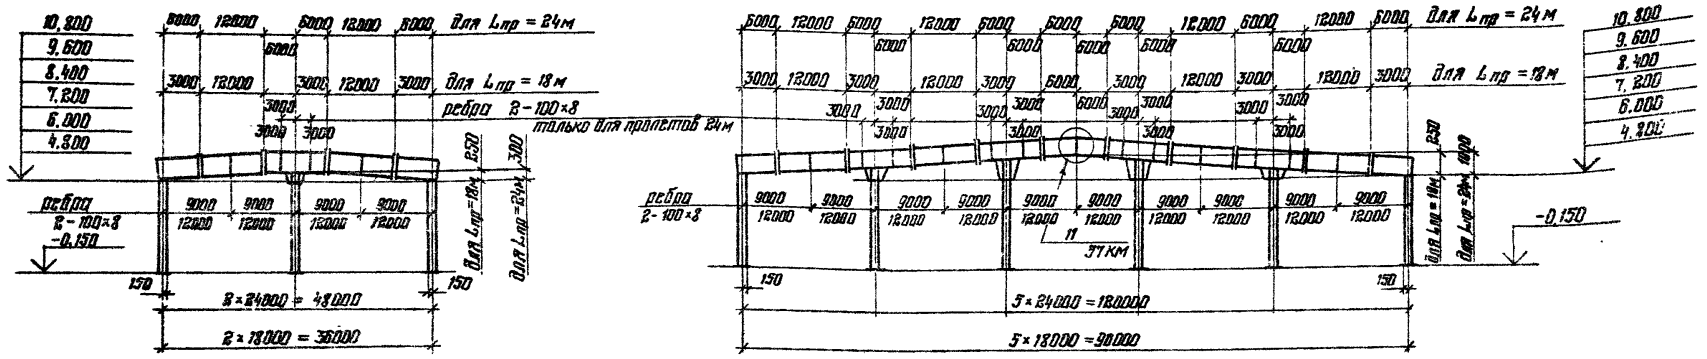 10,800
9.600
8.400
7.200
6.000
4.800
6000 12000 6000 12000 6000 для Lпр = 24м
6000
3000 12000 3000 12000 3000 для Lпр = 18м
3000 ребра 2-100×8
3000 3000 только для пролетов 24м
250 300
для Lпр=18м
для Lпр=24м
ребра
2-100×8
-0,150
9000 9000 9000 9000
12000 12000 12000 12000
150 150
2×24000 = 48000
2×18000 = 36000
6000 12000 6000 12000 6000 6000 6000 12000 6000 12000 6000 для Lпр = 24м
6000 6000 6000 6000 6000
3000 12000 3000 12000 3000 6000 3000 12000 3000 12000 3000 для Lпр = 18м
3000 3000 3000 3000 6000 3000 3000 3000 3000
3000 3000 3000
10.800
9.600
8.400
7.200
6.000
4.800
250 1000
для Lпр = 18м
для Lпр = 24м
ребра
2-100×8
9000 9000 9000 9000 9000 9000 9000 9000 9000 9000
12000 12000 12000 12000 12000 12000 12000 12000 12000 12000
-0,150
11
37КМ
150 150
5×24000 = 120000
5×18000 = 90000